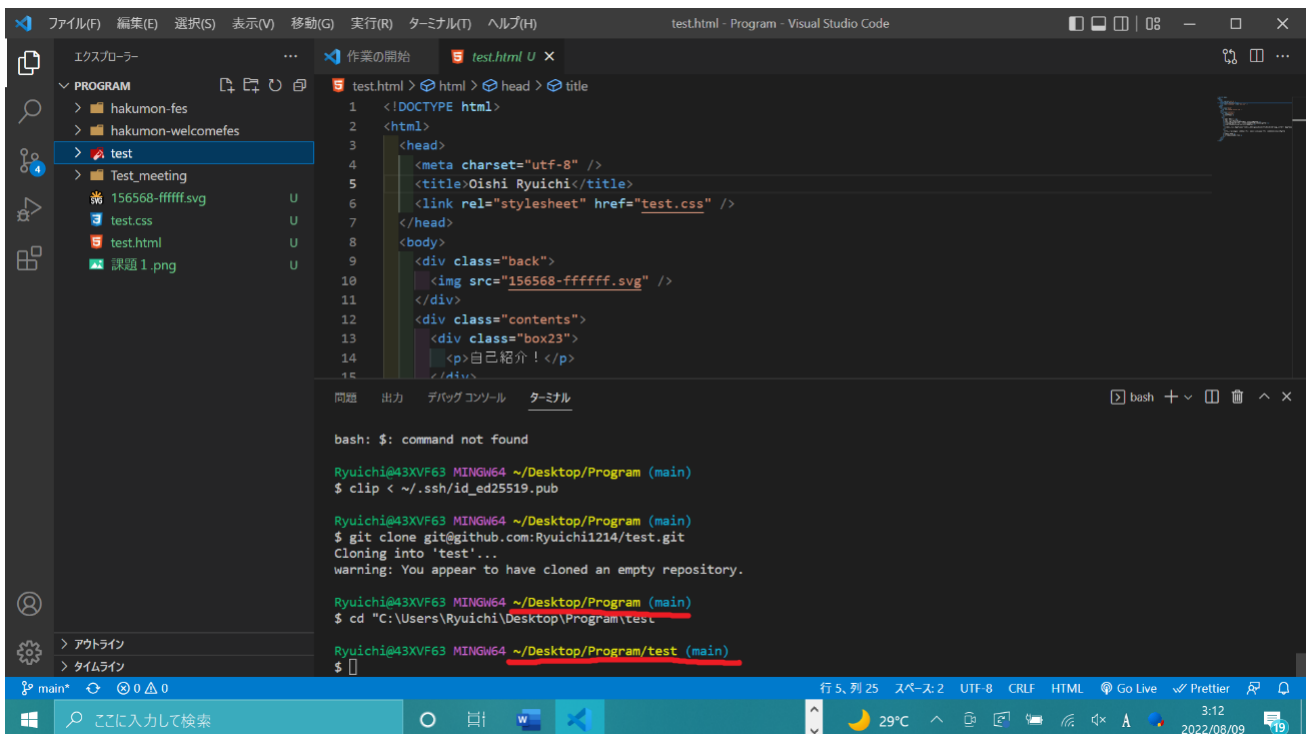 ファイル(F) 編集(E) 選択(S) 表示(V) 移動(G) 実行(R) ターミナル(T) ヘルプ(H) test.html - Program - Visual Studio Code
エクスプローラー
作業の開始 test.html U
PROGRAM
test.html > html > head > title
hakumon-fes
hakumon-welcomefes
test
Test_meeting
156568-ffffff.svg U
test.css U
test.html U
課題１.png U
1 <!DOCTYPE html>
2 <html>
3 <head>
4 <meta charset="utf-8" />
5 <title>Oishi Ryuichi</title>
6 <link rel="stylesheet" href="test.css" />
7 </head>
8 <body>
9 <div class="back">
10 <img src="156568-ffffff.svg" />
11 </div>
12 <div class="contents">
13 <div class="box23">
14 <p>自己紹介！</p>
15 </div>
4
問題 出力 デバッグ コンソール ターミナル bash
bash: $: command not found
Ryuichi@43XVF63 MINGW64 ~/Desktop/Program (main)
$ clip < ~/.ssh/id_ed25519.pub
Ryuichi@43XVF63 MINGW64 ~/Desktop/Program (main)
$ git clone git@github.com:Ryuichi1214/test.git
Cloning into 'test'...
warning: You appear to have cloned an empty repository.
Ryuichi@43XVF63 MINGW64 ~/Desktop/Program (main)
$ cd "C:\Users\Ryuichi\Desktop\Program\test"
Ryuichi@43XVF63 MINGW64 ~/Desktop/Program/test (main)
$
アウトライン
タイムライン
main* 0 0 行 5、列 25 スペース: 2 UTF-8 CRLF HTML Go Live Prettier
ここに入力して検索 29°C A 3:12
2022/08/09 19